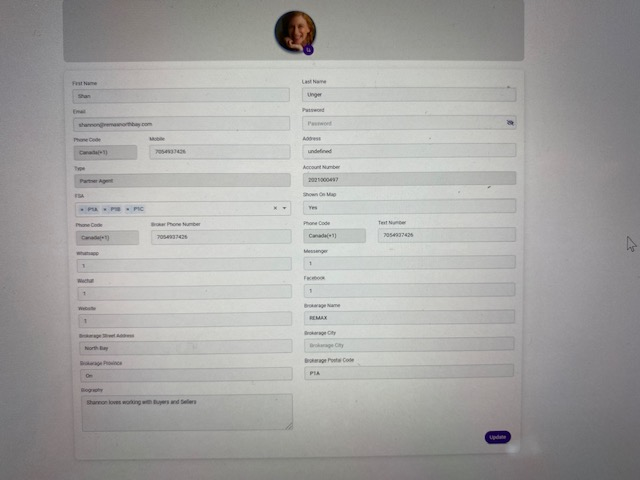 First Name
Last Name
Shan
Unger
Email
Password
shannon@remaxnorthbay.com
Password
Phone Code
Mobile
Address
Canada(+1)
7054937426
undefined
Type
Account Number
Partner Agent
2021000497
FSA
Shown On Map
× P1A × P1B × P1C
Yes
Phone Code
Broker Phone Number
Phone Code
Text Number
Canada(+1)
7054937426
Canada(+1)
7054937426
Whatsapp
Messenger
1
1
Wechat
Facebook
1
1
Website
Brokerage Name
1
REMAX
Brokerage Street Address
Brokerage City
North Bay
Brokerage City
Brokerage Province
Brokerage Postal Code
On
P1A
Biography
Shannon loves working with Buyers and Sellers
Update